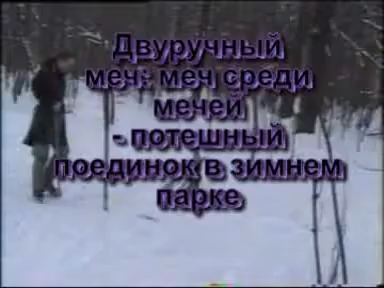 Двуручный
меч: меч среди
мечей
- потешный
поединок в зимнем
парке